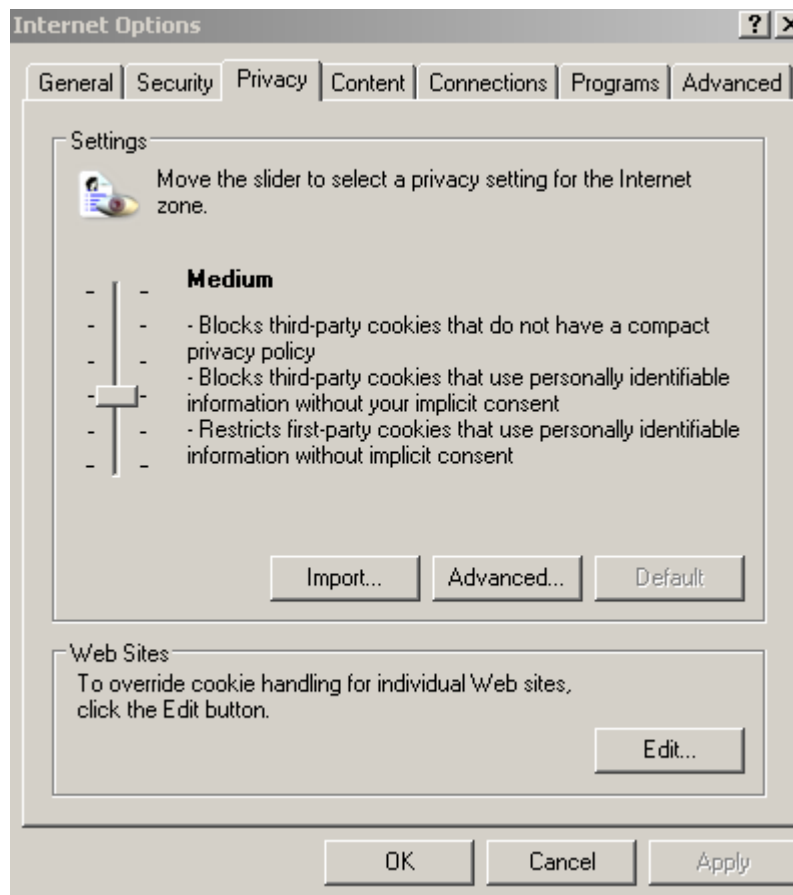 Internet Options
General Security Privacy Content Connections Programs Advanced
Settings
Move the slider to select a privacy setting for the Internet
zone.
Medium
- Blocks third-party cookies that do not have a compact
privacy policy
- Blocks third-party cookies that use personally identifiable
information without your implicit consent
- Restricts first-party cookies that use personally identifiable
information without implicit consent
Import... Advanced... Default
Web Sites
To override cookie handling for individual Web sites,
click the Edit button.
Edit...
OK Cancel Apply